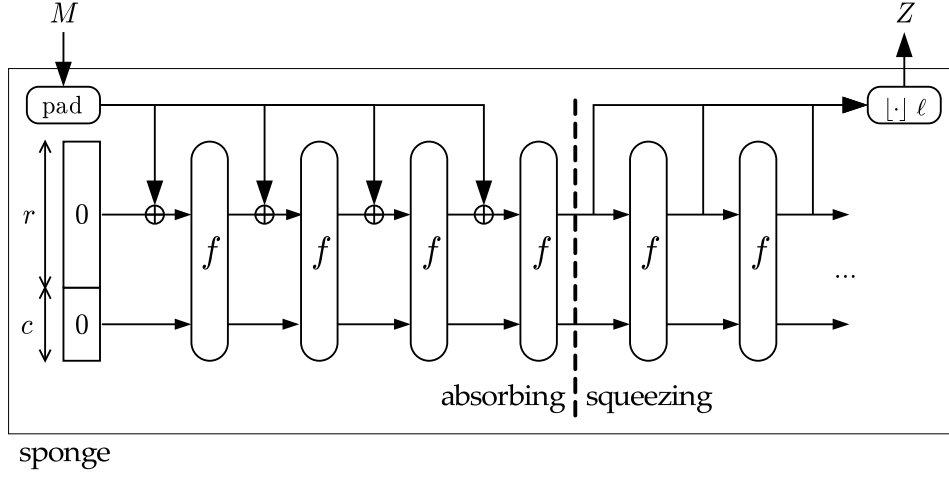 M Z
pad ⌊·⌋ ℓ
r 0 f f f f f f
...
c 0
absorbing squeezing
sponge